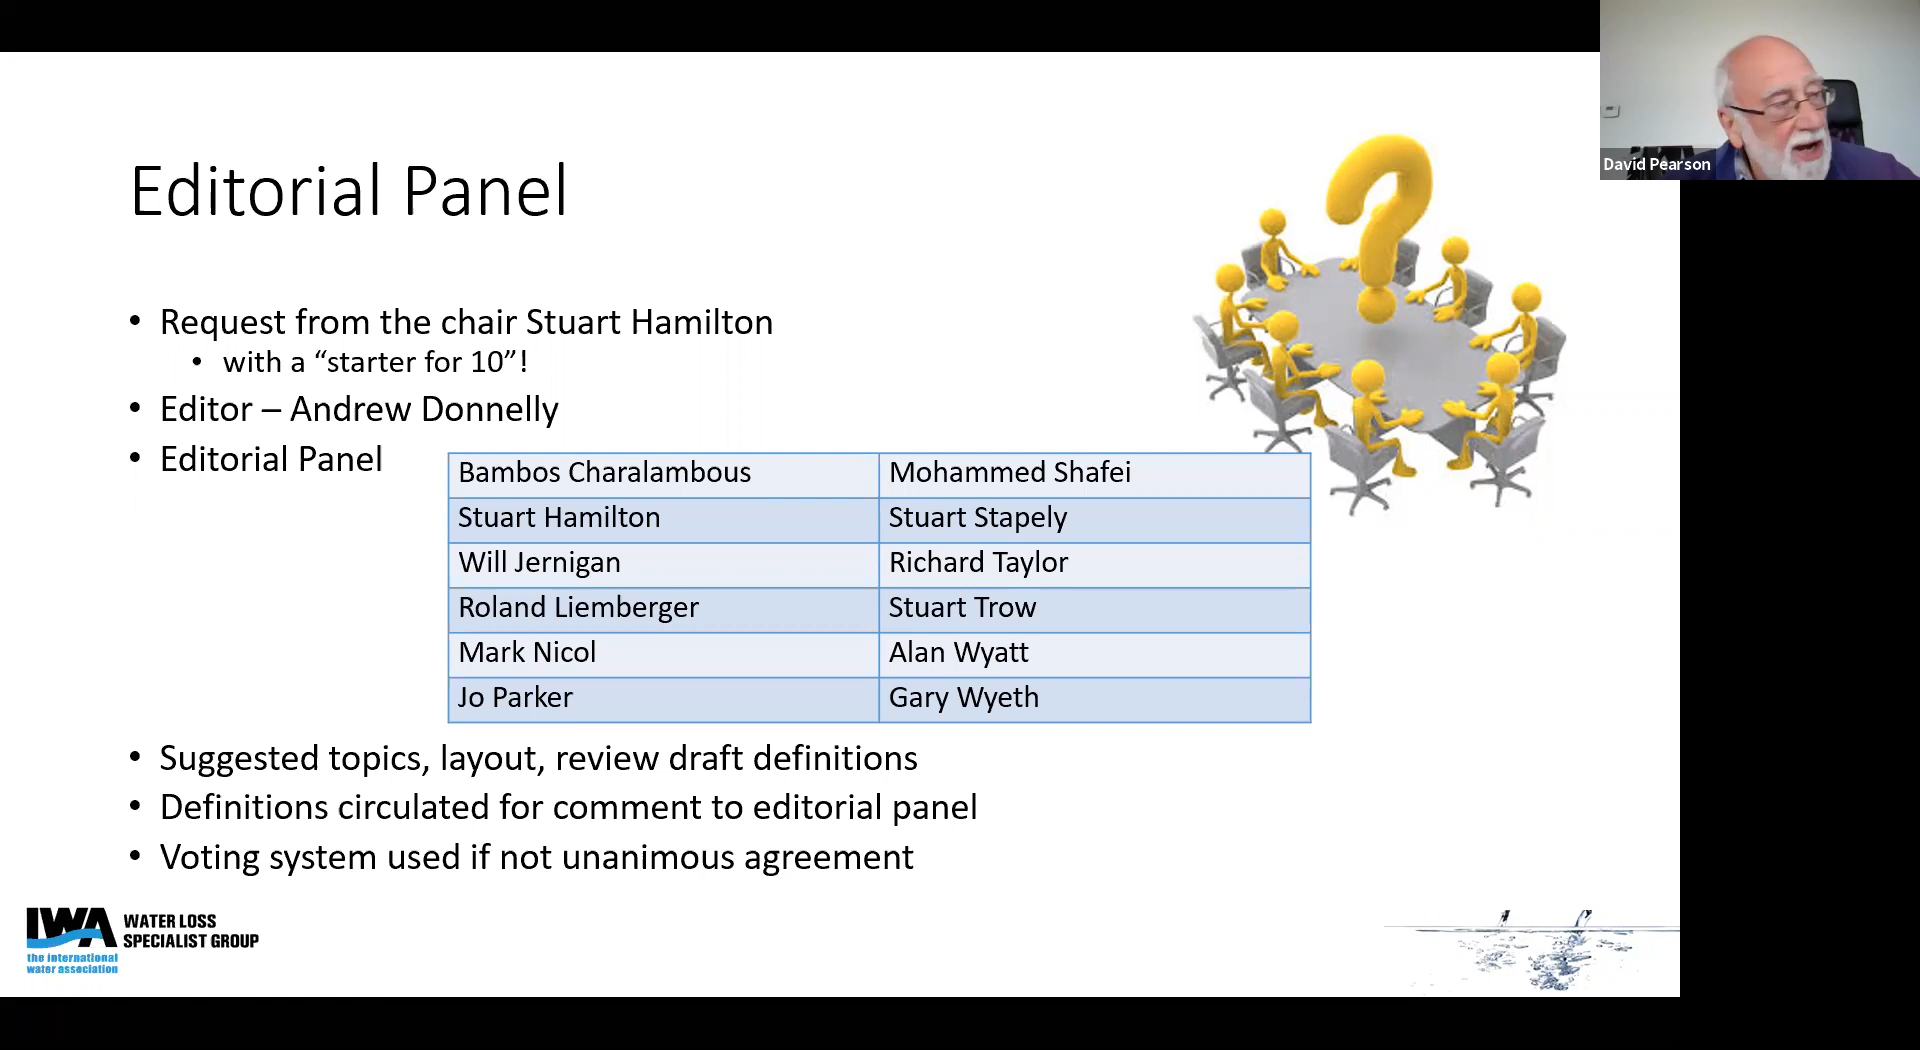 David Pearson
Editorial Panel
• Request from the chair Stuart Hamilton
• with a “starter for 10”!
• Editor – Andrew Donnelly
• Editorial Panel
Bambos Charalambous Mohammed Shafei
Stuart Hamilton Stuart Stapely
Will Jernigan Richard Taylor
Roland Liemberger Stuart Trow
Mark Nicol Alan Wyatt
Jo Parker Gary Wyeth
• Suggested topics, layout, review draft definitions
• Definitions circulated for comment to editorial panel
• Voting system used if not unanimous agreement
IWA WATER LOSS
SPECIALIST GROUP
the international
water association